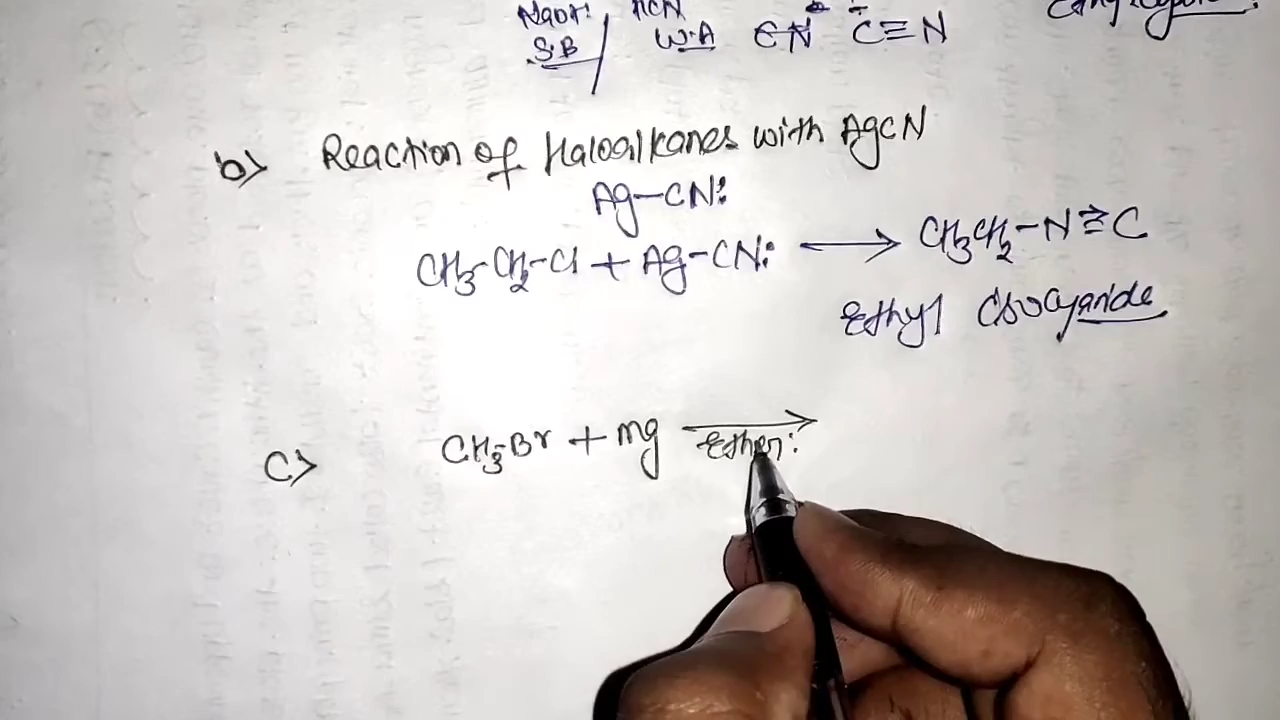 NaOH HCN
S.B / W.A CN C≡N
b) Reaction of Haloalkanes with AgCN
Ag-CN:
CH3-CH2-Cl + Ag-CN: ⟶ CH3CH2-N⩰C
Ethyl isocyanide
c) CH3-Br + Mg ⟶
Ether: